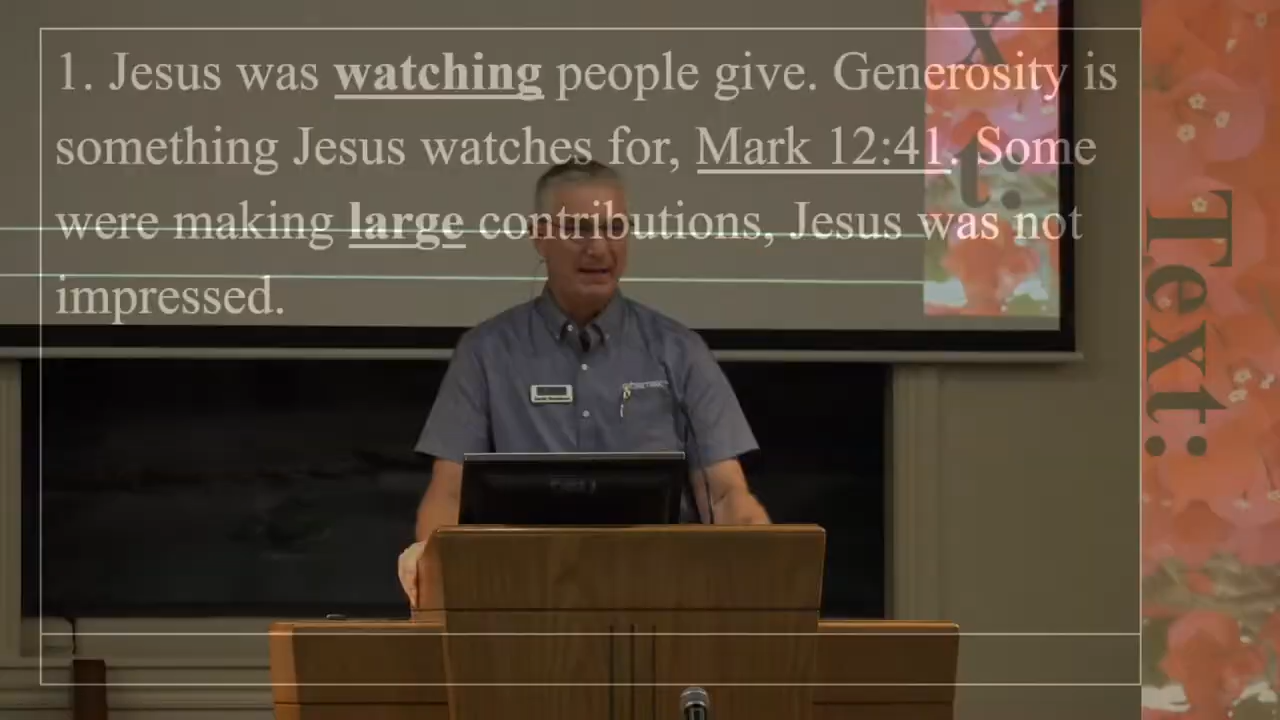 1. Jesus was watching people give. Generosity is
something Jesus watches for, Mark 12:41. Some
were making large contributions, Jesus was not
impressed.
Text:
x
t: